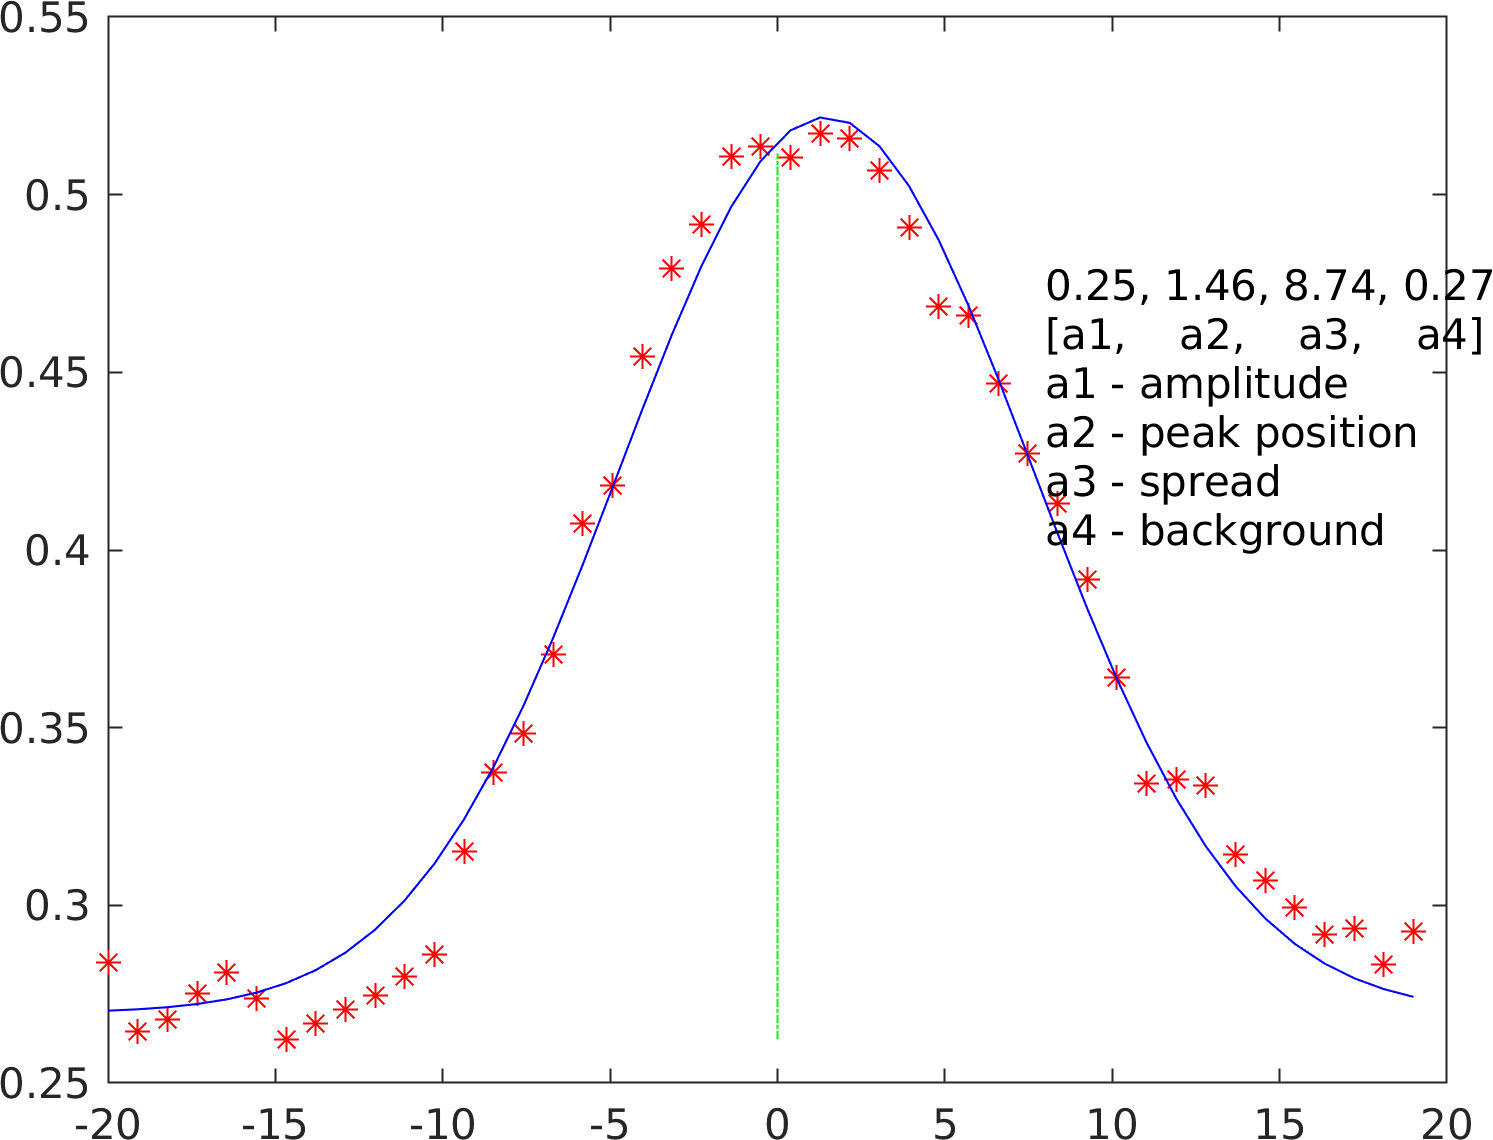 0.55
0.5
0.45
0.4
0.35
0.3
0.25
0.25, 1.46, 8.74, 0.27
[a1, a2, a3, a4]
a1 - amplitude
a2 - peak position
a3 - spread
a4 - background
-20 -15 -10 -5 0 5 10 15 20